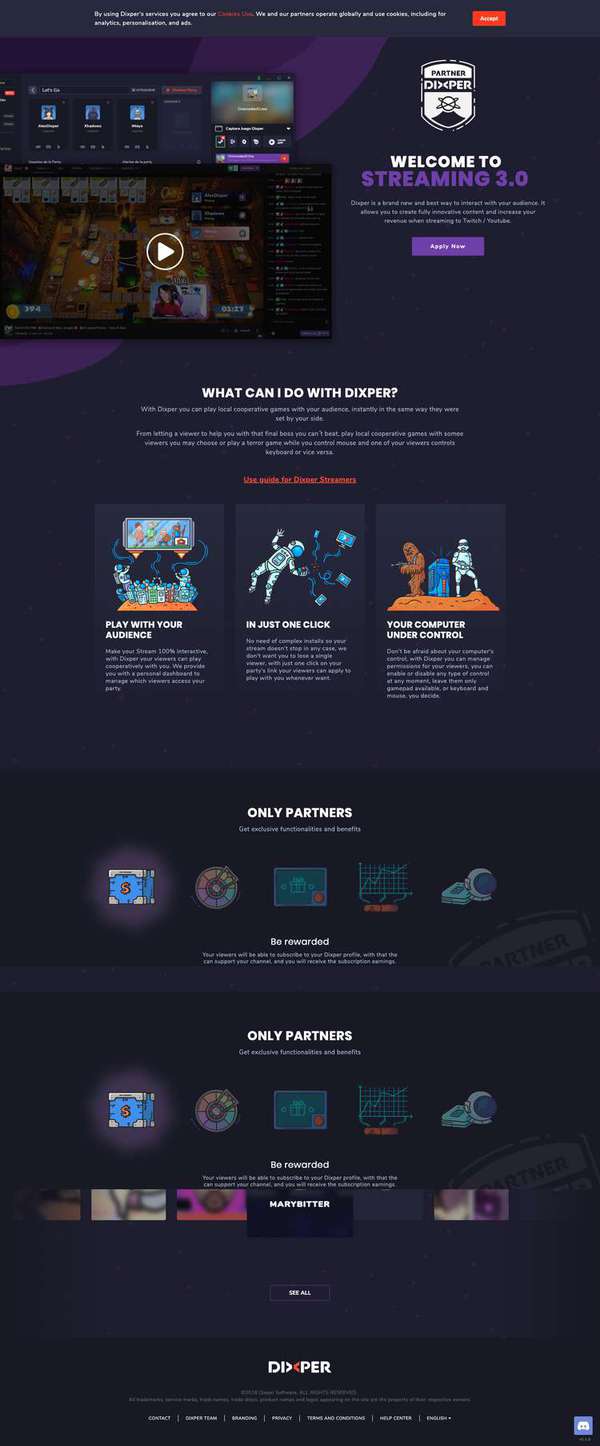 By using Dixper's services you agree to our Cookies Use. We and our partners operate globally and use cookies, including for
analytics, personalisation, and ads.
Accept
Let's Go
AlexDixper
Xhadows
Mteya
Capture Juego Dixper
AlexDixper
Xhadows
394
01:27
PARTNER
DIXPER
WELCOME TO
STREAMING 3.0
Dixper is a brand new and best way to interact with your audience. It
allows you to create fully innovative content and increase your
revenue when streaming to Twitch / Youtube.
Apply Now
WHAT CAN I DO WITH DIXPER?
With Dixper you can play local cooperative games with your audience, instantly in the same way they were
set by your side.
From letting a viewer to help you with that final boss you can't beat, play local cooperative games with somee
viewers you may choose or play a terror game while you control mouse and one of your viewers controls
keyboard or vice versa.
Use guide for Dixper Streamers
PLAY WITH YOUR
AUDIENCE
Make your Stream 100% interactive,
with Dixper your viewers can play
cooperatively with you. We provide
you with a personal dashboard to
manage which viewers access your
party.
IN JUST ONE CLICK
No need of complex installs so your
stream doesn't stop in any case, we
don't want you to lose a single
viewer, with just one click on your
party's link your viewers can apply to
play with you whenever want.
YOUR COMPUTER
UNDER CONTROL
Don't be afraid about your computer's
control, with Dixper you can manage
permissions for your viewers, you can
enable or disable any type of control
at any moment, leave them only
gamepad available, or keyboard and
mouse, you decide.
ONLY PARTNERS
Get exclusive functionalities and benefits
Be rewarded
Your viewers will be able to subscribe to your Dixper profile, with that the
can support your channel, and you will receive the subscription earnings.
PARTNER
ONLY PARTNERS
Get exclusive functionalities and benefits
Be rewarded
Your viewers will be able to subscribe to your Dixper profile, with that the
can support your channel, and you will receive the subscription earnings.
PARTNER
MARYBITTER
SEE ALL
DIXPER
©2018 Dixper Software. ALL RIGHTS RESERVED.
All trademarks, service marks, trade names, trade dress, product names and logos appearing on the site are the property of their respective owners.
CONTACT
DIXPER TEAM
BRANDING
PRIVACY
TERMS AND CONDITIONS
HELP CENTER
ENGLISH